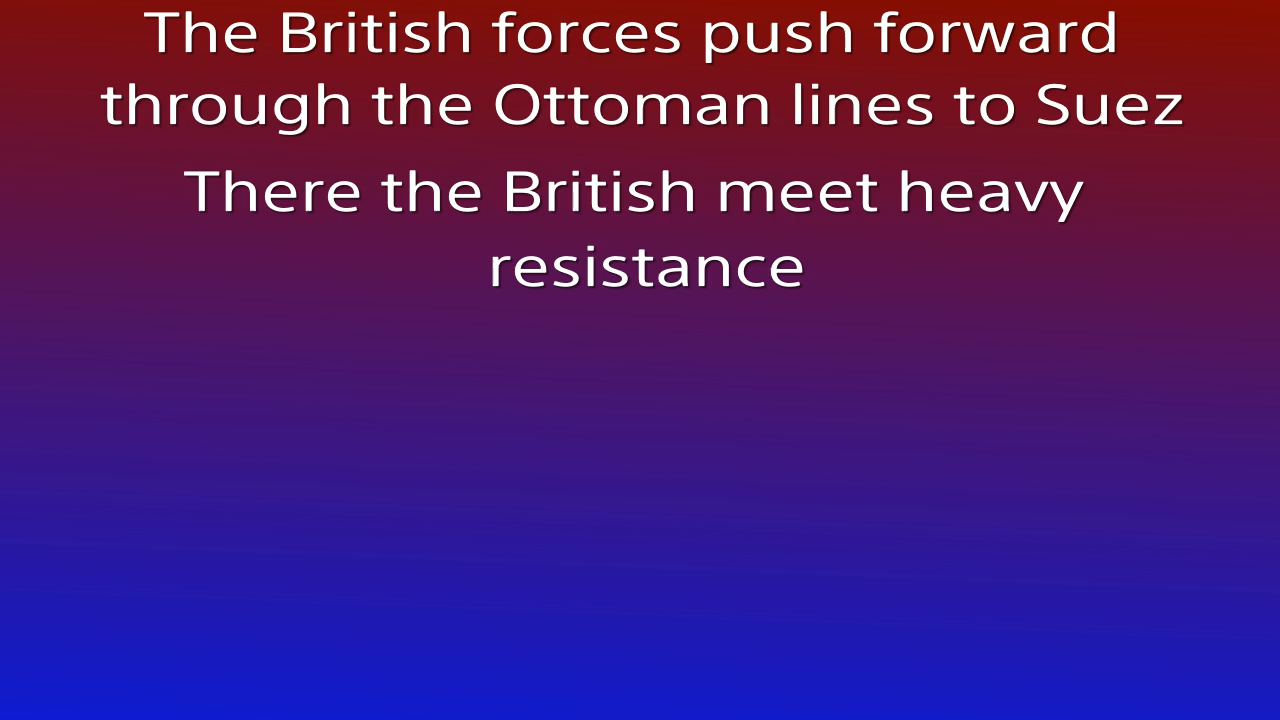 The British forces push forward
through the Ottoman lines to Suez
There the British meet heavy
resistance